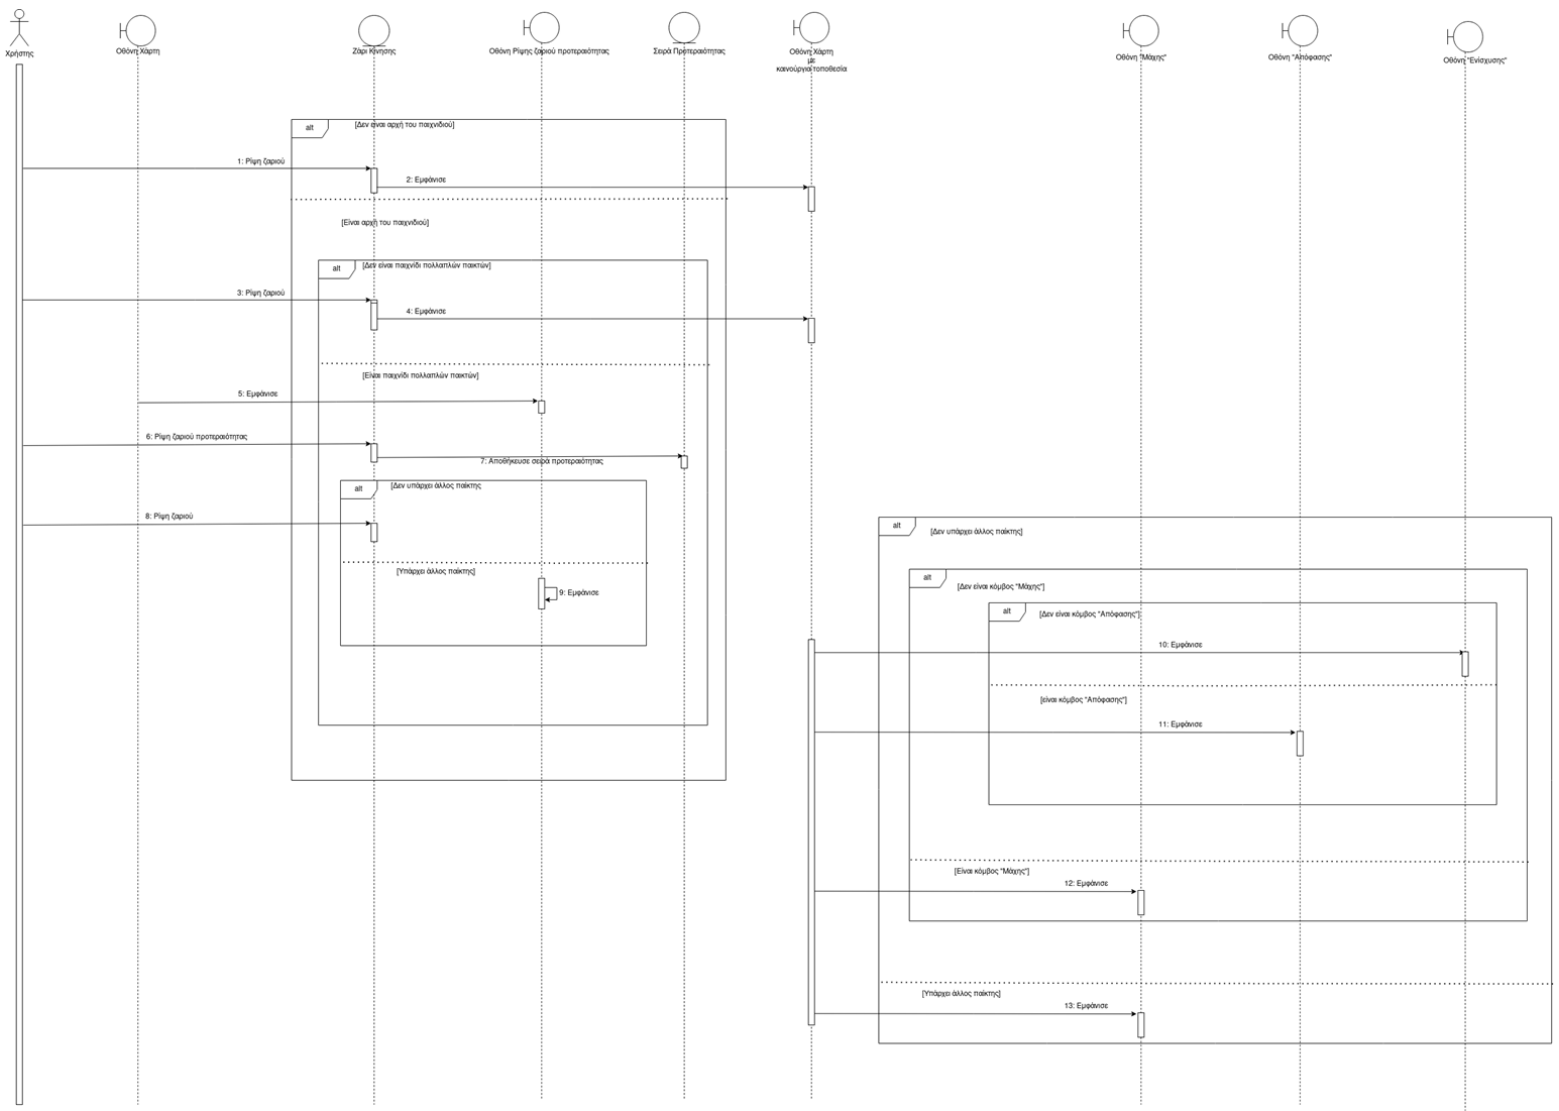 Χρήστης
Οθόνη Χάρτη
Ζάρι Κίνησης
Οθόνη Ρίψης ζαριού προτεραιότητας
Σειρά Προτεραιότητας
Οθόνη Χάρτη
με
καινούργια τοποθεσία
Οθόνη "Μάχης"
Οθόνη "Απόφασης"
Οθόνη "Ενίσχυσης"
alt
[Δεν είναι αρχή του παιχνιδιού]
1: Ρίψη ζαριού
2: Εμφάνισε
[Είναι αρχή του παιχνιδιού]
alt
[Δεν είναι παιχνίδι πολλαπλών παικτών]
3: Ρίψη ζαριού
4: Εμφάνισε
[Είναι παιχνίδι πολλαπλών παικτών]
5: Εμφάνισε
6: Ρίψη ζαριού προτεραιότητας
7: Αποθήκευσε σειρά προτεραιότητας
alt
[Δεν υπάρχει άλλος παίκτης
8: Ρίψη ζαριού
[Υπάρχει άλλος παίκτης]
9: Εμφάνισε
alt
[Δεν υπάρχει άλλος παίκτης]
alt
[Δεν είναι κόμβος "Μάχης"]
alt
[Δεν είναι κόμβος "Απόφασης"]
10: Εμφάνισε
[είναι κόμβος "Απόφασης"]
11: Εμφάνισε
[Είναι κόμβος "Μάχης"]
12: Εμφάνισε
[Υπάρχει άλλος παίκτης]
13: Εμφάνισε